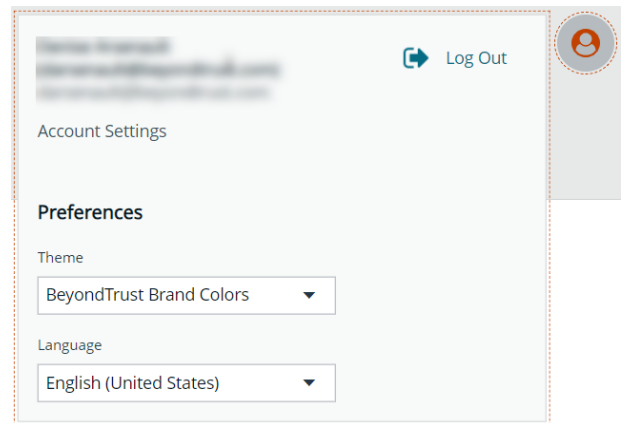 Log Out
Account Settings
Preferences
Theme
BeyondTrust Brand Colors
Language
English (United States)